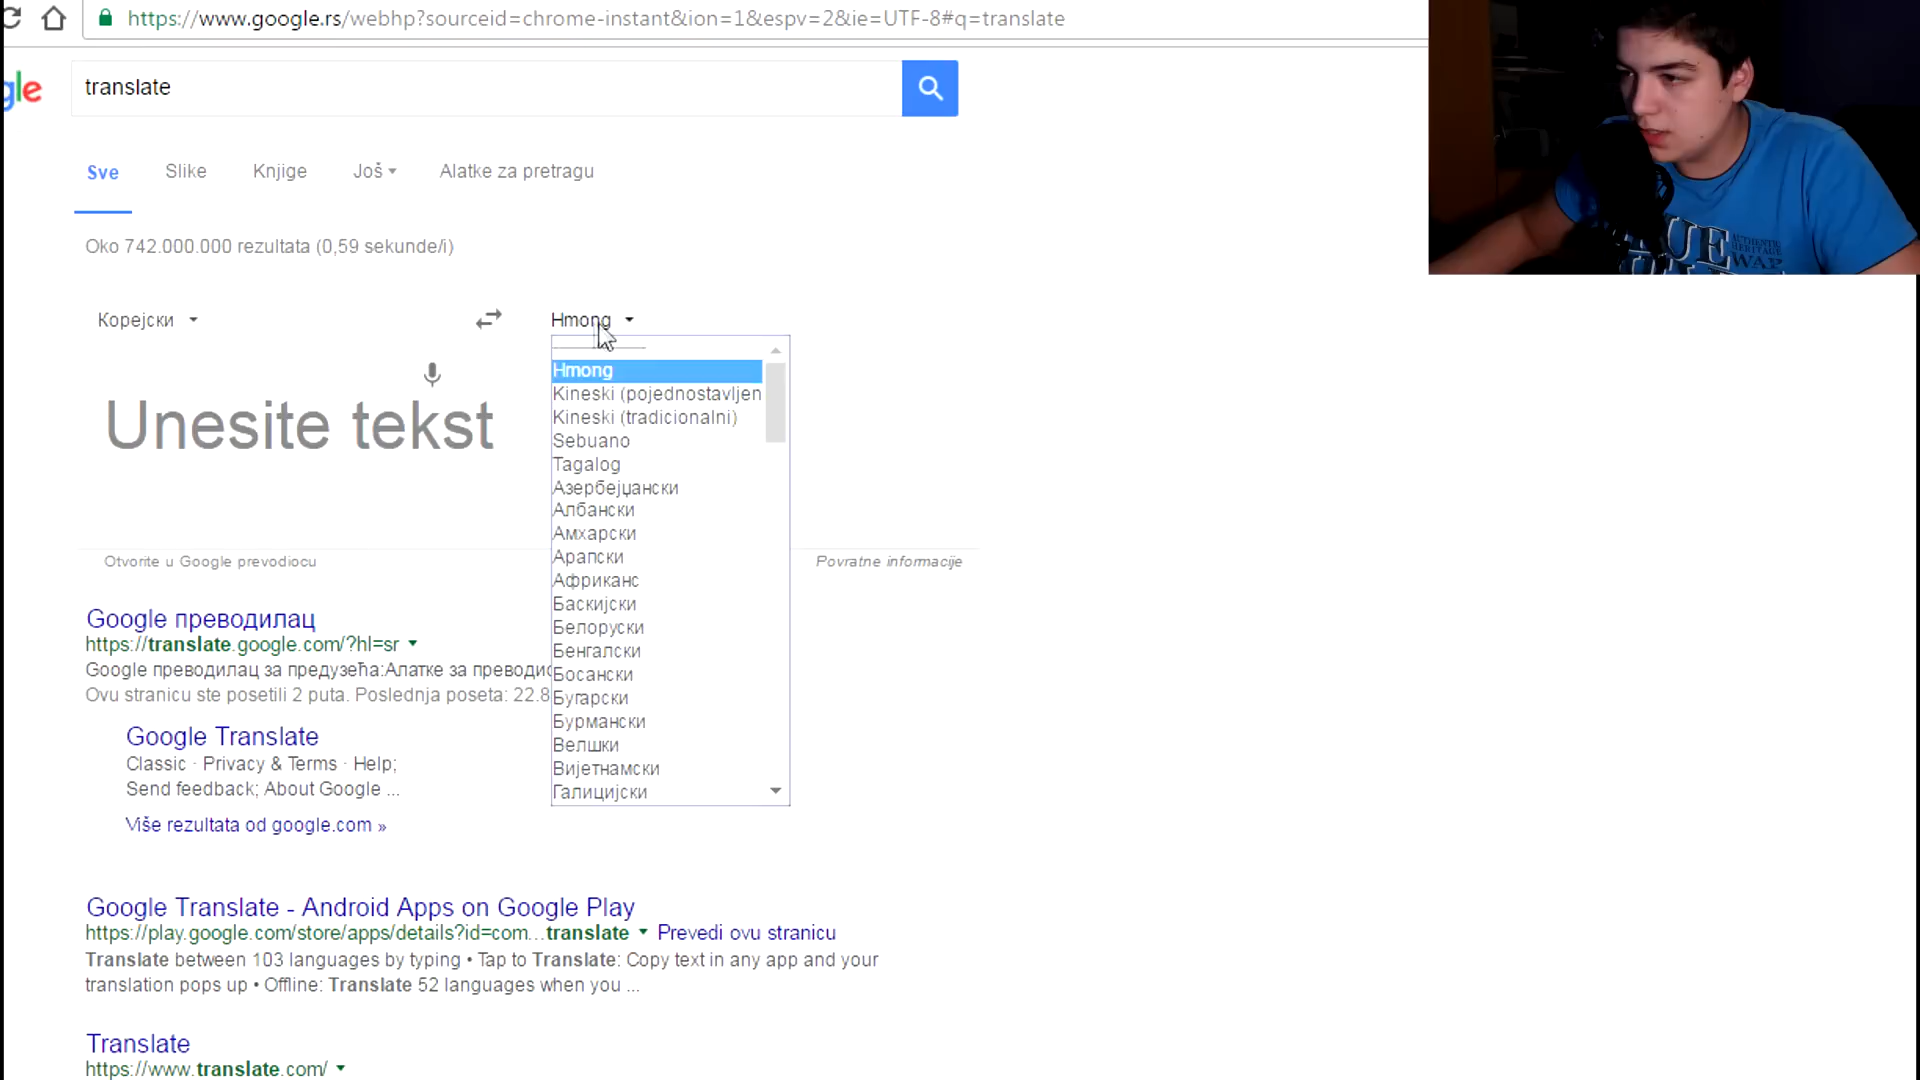 https://www.google.rs/webhp?sourceid=chrome-instant&ion=1&espv=2&ie=UTF-8#q=translate
gle
translate
Sve Slike Knjige Još Alatke za pretragu
Oko 742.000.000 rezultata (0,59 sekunde/i)
Корејски Hmong
Unesite tekst
Hmong
Kineski (pojednostavljen
Kineski (tradicionalni)
Sebuano
Tagalog
Азербејџански
Албански
Амхарски
Арапски
Африканс
Баскијски
Белоруски
Бенгалски
Босански
Бугарски
Бурмански
Велшки
Вијетнамски
Галицијски
Otvorite u Google prevodiocu Povratne informacije
Google преводилац
https://translate.google.com/?hl=sr
Google преводилац за предузећа:Алатке за преводио
Ovu stranicu ste posetili 2 puta. Poslednja poseta: 22.8
Google Translate
Classic · Privacy & Terms · Help;
Send feedback; About Google ...
Više rezultata od google.com »
Google Translate - Android Apps on Google Play
https://play.google.com/store/apps/details?id=com...translate Prevedi ovu stranicu
Translate between 103 languages by typing • Tap to Translate: Copy text in any app and your
translation pops up • Offline: Translate 52 languages when you ...
Translate
https://www.translate.com/
AUTHENTIC
HERITAGE